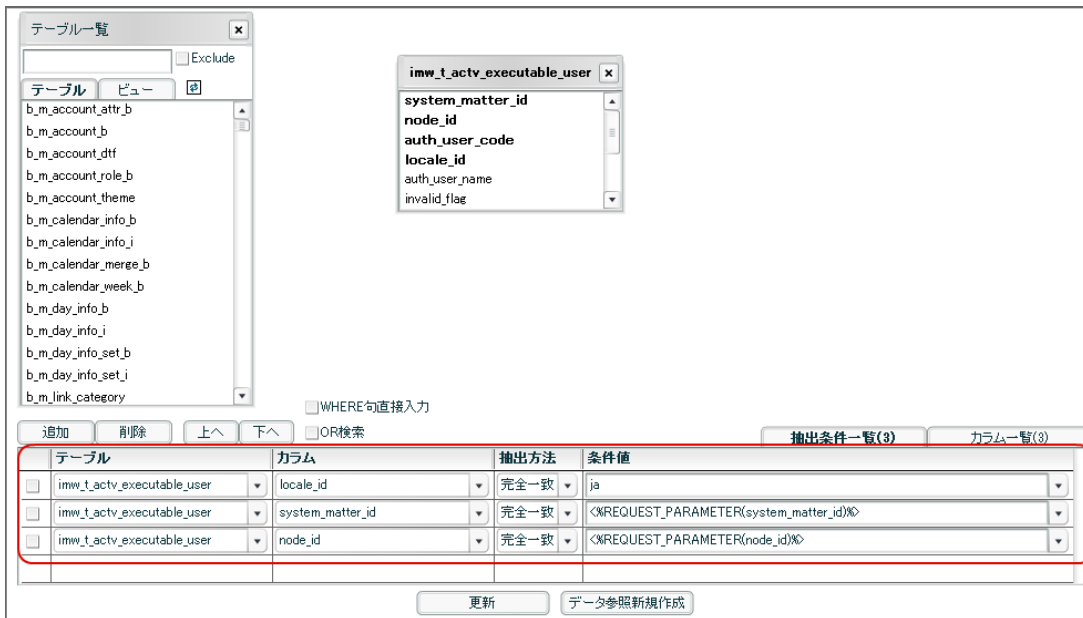 テーブル一覧
Exclude
テーブル ビュー
b_m_account_attr_b
b_m_account_b
b_m_account_dtf
b_m_account_role_b
b_m_account_theme
b_m_calendar_info_b
b_m_calendar_info_i
b_m_calendar_merge_b
b_m_calendar_week_b
b_m_day_info_b
b_m_day_info_i
b_m_day_info_set_b
b_m_day_info_set_i
b_m_link_category
imw_t_actv_executable_user
system_matter_id
node_id
auth_user_code
locale_id
auth_user_name
invalid_flag
WHERE句直接入力
追加 削除 上へ 下へ OR検索 抽出条件一覧(3) カラム一覧(3)
テーブル カラム 抽出方法 条件値
imw_t_actv_executable_user locale_id 完全一致 ja
imw_t_actv_executable_user system_matter_id 完全一致 <%REQUEST_PARAMETER(system_matter_id)%>
imw_t_actv_executable_user node_id 完全一致 <%REQUEST_PARAMETER(node_id)%>
更新 データ参照新規作成